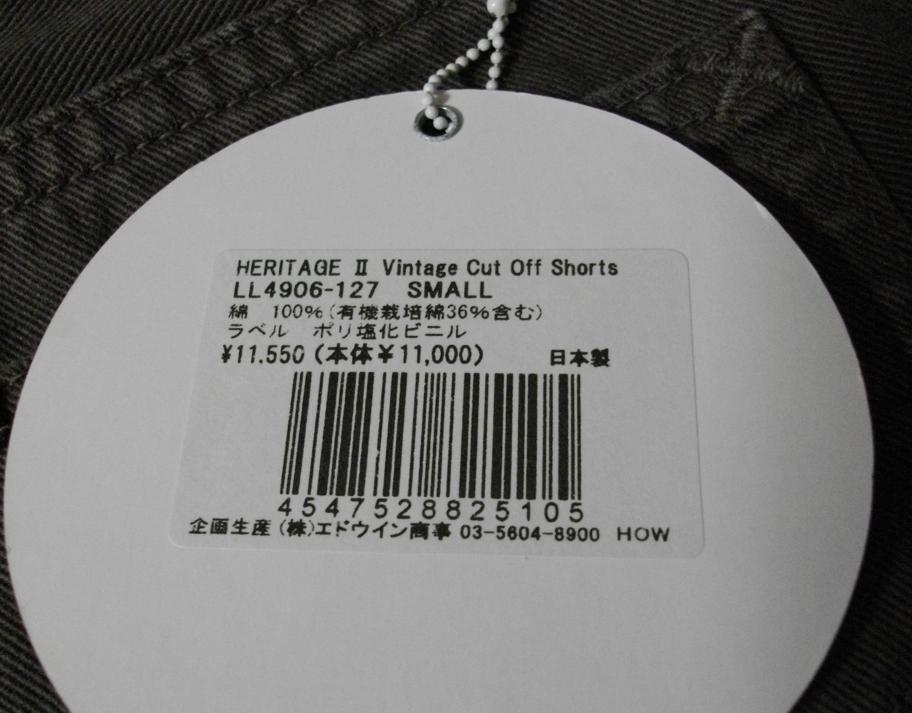 HERITAGE Ⅱ Vintage Cut Off Shorts
LL4906-127 SMALL
綿 100%(有機栽培綿36%含む)
ラベル ポリ塩化ビニル
¥11,550 (本体¥11,000) 日本製
4547528825105
企画生産 (株)エドウイン商事 03-5604-8900 HOW